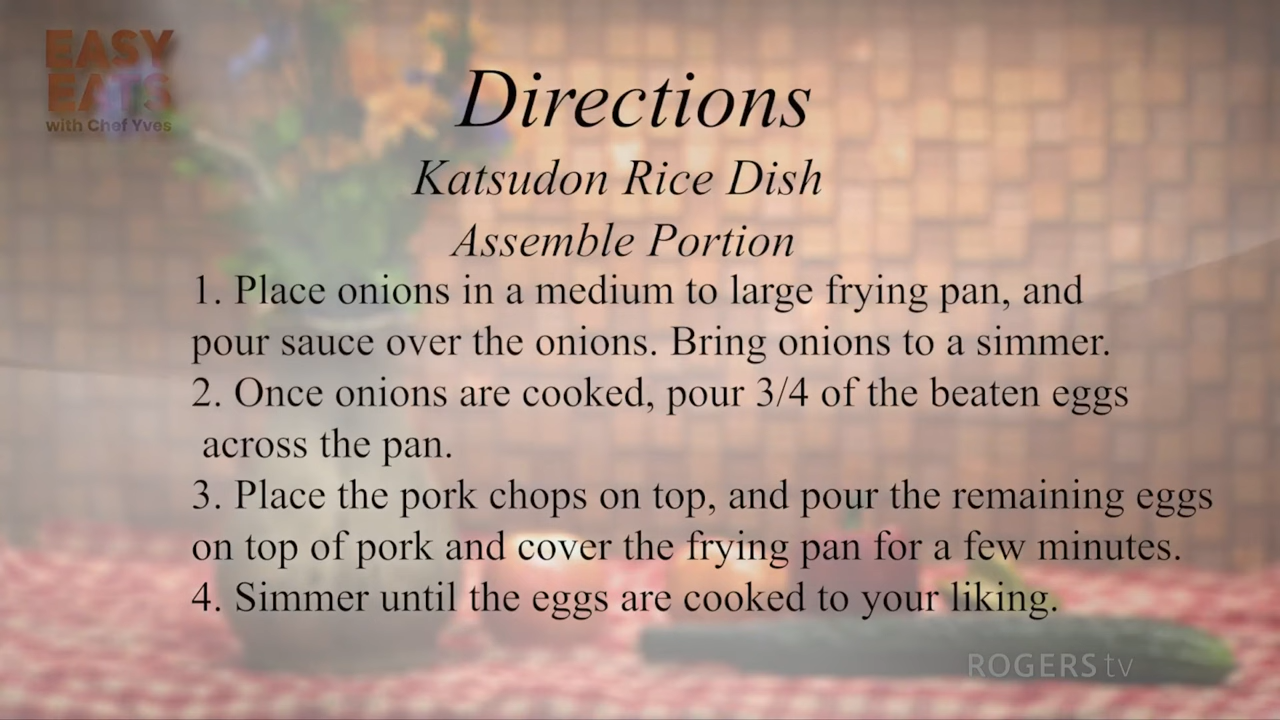 EASY
EATS
with Chef Yves
Directions
Katsudon Rice Dish
Assemble Portion
1. Place onions in a medium to large frying pan, and
pour sauce over the onions. Bring onions to a simmer.
2. Once onions are cooked, pour 3/4 of the beaten eggs
across the pan.
3. Place the pork chops on top, and pour the remaining eggs
on top of pork and cover the frying pan for a few minutes.
4. Simmer until the eggs are cooked to your liking.
ROGERS tv